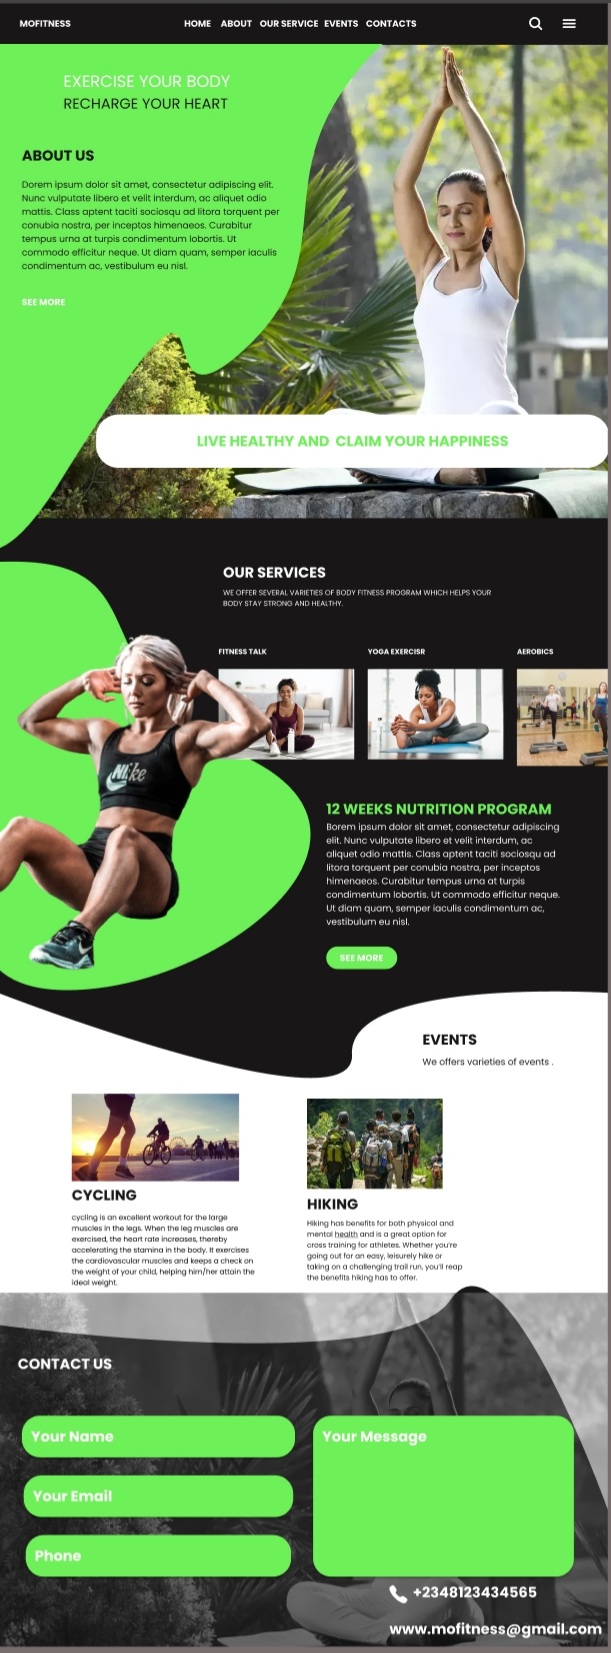 MOFITNESS
HOME ABOUT OUR SERVICE EVENTS CONTACTS
EXERCISE YOUR BODY
RECHARGE YOUR HEART
ABOUT US
Dorem ipsum dolor sit amet, consectetur adipiscing elit.
Nunc vulputate libero et velit interdum, ac aliquet odio
mattis. Class aptent taciti sociosqu ad litora torquent per
conubia nostra, per inceptos himenaeos. Curabitur
tempus urna at turpis condimentum lobortis. Ut
commodo efficitur neque. Ut diam quam, semper iaculis
condimentum ac, vestibulum eu nisl.
SEE MORE
LIVE HEALTHY AND CLAIM YOUR HAPPINESS
OUR SERVICES
WE OFFER SEVERAL VARIETIES OF BODY FITNESS PROGRAM WHICH HELPS YOUR
BODY STAY STRONG AND HEALTHY.
FITNESS TALK
YOGA EXERCISR
AEROBICS
Nike
12 WEEKS NUTRITION PROGRAM
Borem ipsum dolor sit amet, consectetur adipiscing
elit. Nunc vulputate libero et velit interdum, ac
aliquet odio mattis. Class aptent taciti sociosqu ad
litora torquent per conubia nostra, per inceptos
himenaeos. Curabitur tempus urna at turpis
condimentum lobortis. Ut commodo efficitur neque.
Ut diam quam, semper iaculis condimentum ac,
vestibulum eu nisl.
SEE MORE
EVENTS
We offers varieties of events .
CYCLING
cycling is an excellent workout for the large
muscles in the legs. When the leg muscles are
exercised, the heart rate increases, thereby
accelerating the stamina in the body. It exercises
the cardiovascular muscles and keeps a check on
the weight of your child, helping him/her attain the
ideal weight.
HIKING
Hiking has benefits for both physical and
mental health and is a great option for
cross training for athletes. Whether you're
going out for an easy, leisurely hike or
taking on a challenging trail run, you'll reap
the benefits hiking has to offer.
CONTACT US
Your Name
Your Email
Phone
Your Message
+2348123434565
www.mofitness@gmail.com